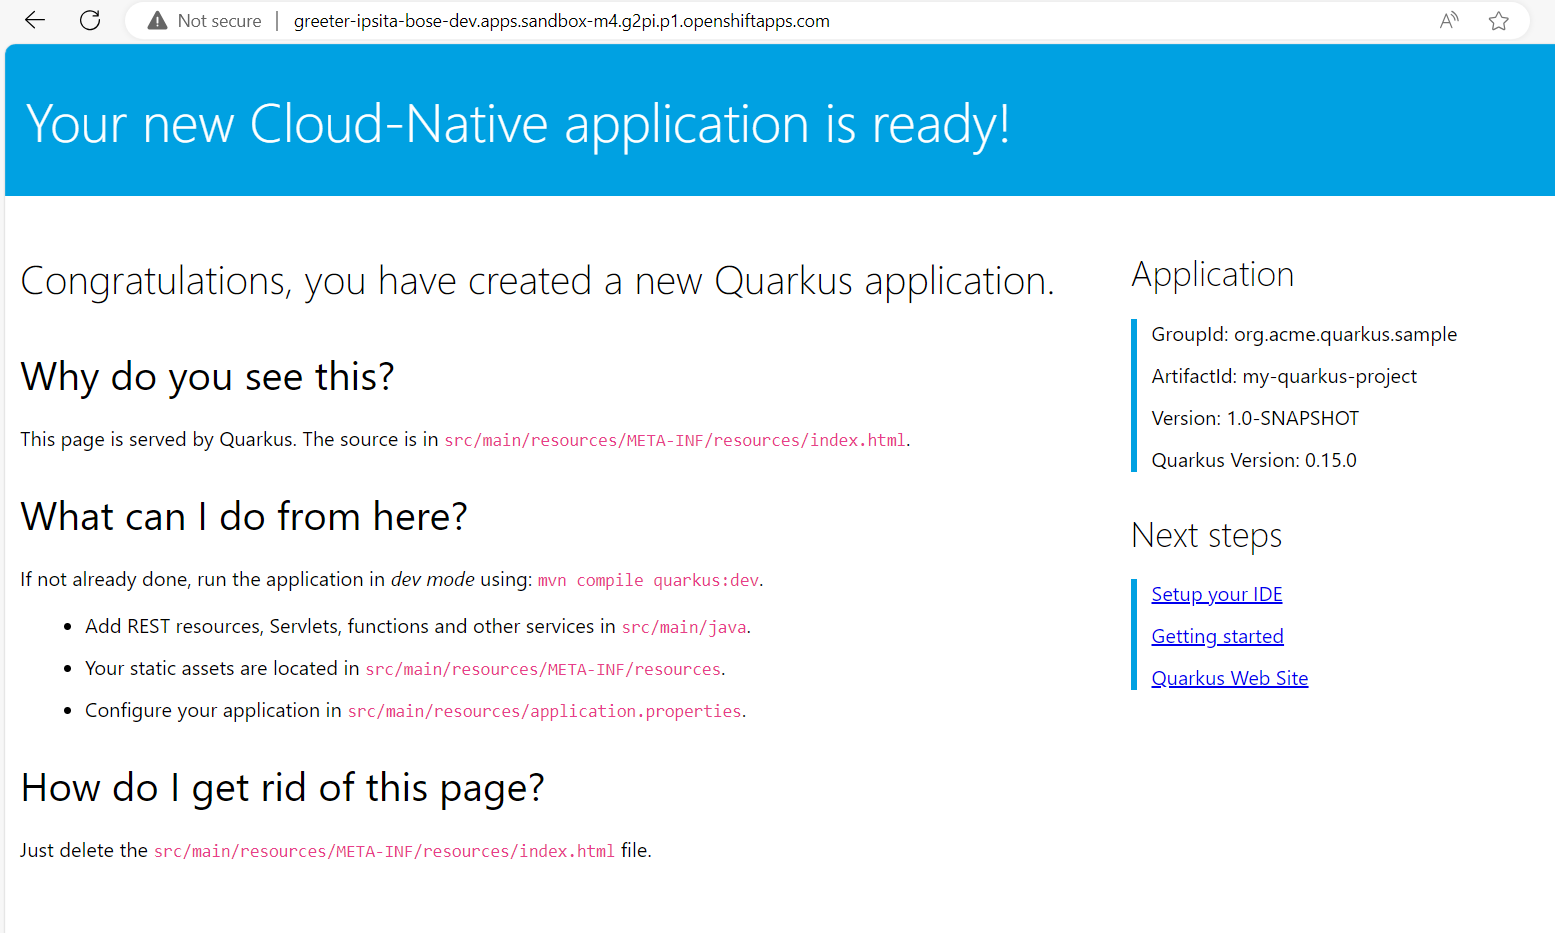 Not secure | greeter-ipsita-bose-dev.apps.sandbox-m4.g2pi.p1.openshiftapps.com
Your new Cloud-Native application is ready!
Congratulations, you have created a new Quarkus application.
Why do you see this?
This page is served by Quarkus. The source is in src/main/resources/META-INF/resources/index.html.
What can I do from here?
If not already done, run the application in dev mode using: mvn compile quarkus:dev.
• Add REST resources, Servlets, functions and other services in src/main/java.
• Your static assets are located in src/main/resources/META-INF/resources.
• Configure your application in src/main/resources/application.properties.
How do I get rid of this page?
Just delete the src/main/resources/META-INF/resources/index.html file.
Application
GroupId: org.acme.quarkus.sample
ArtifactId: my-quarkus-project
Version: 1.0-SNAPSHOT
Quarkus Version: 0.15.0
Next steps
Setup your IDE
Getting started
Quarkus Web Site